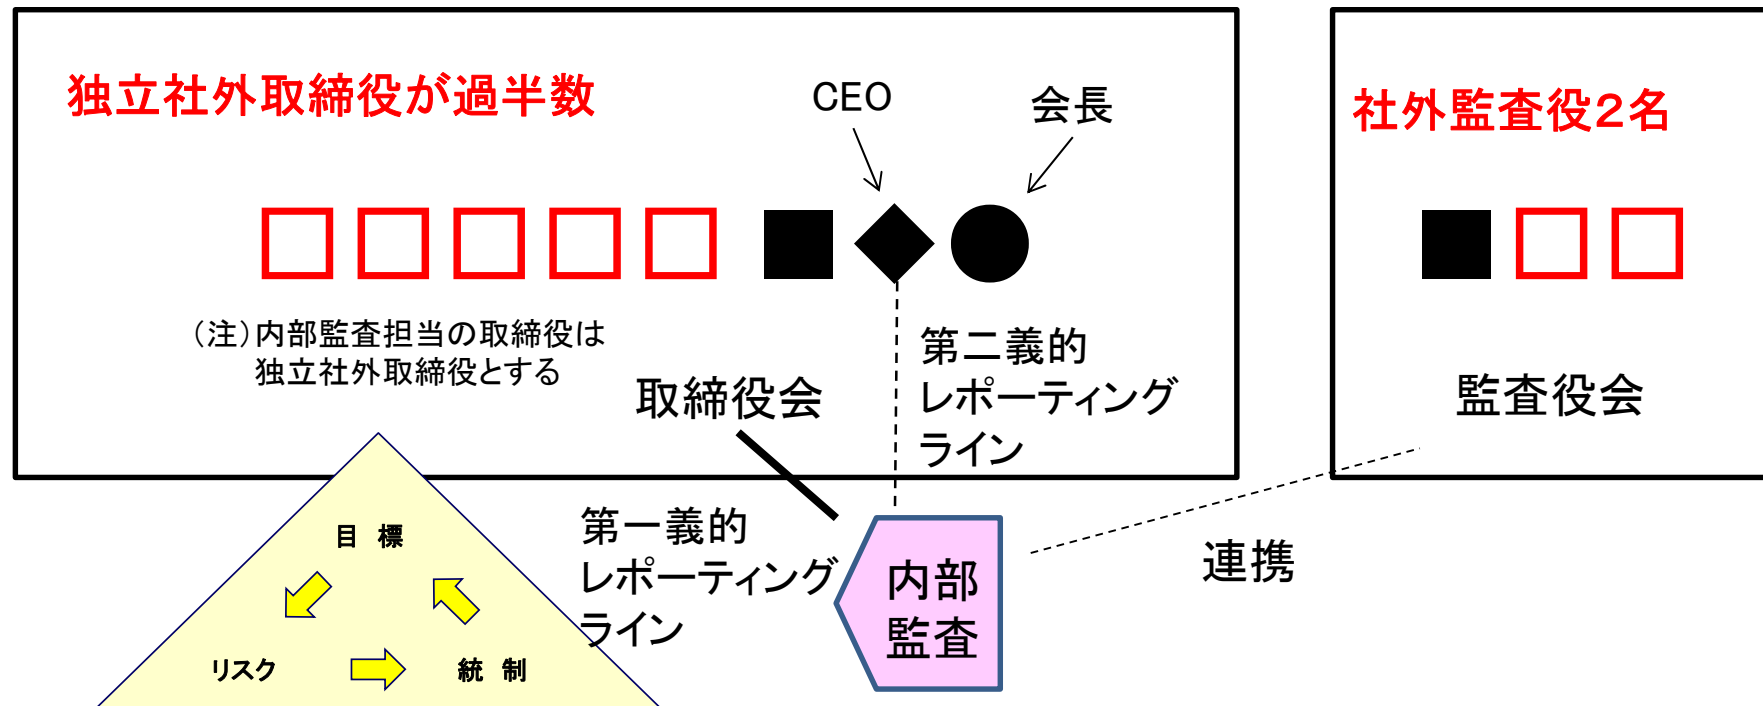 独立社外取締役が過半数
CEO
会長
社外監査役2名
（注）内部監査担当の取締役は
独立社外取締役とする
取締役会
第二義的
レポーティング
ライン
監査役会
第一義的
レポーティング
ライン
内部
監査
連携
目 標
リスク
統 制